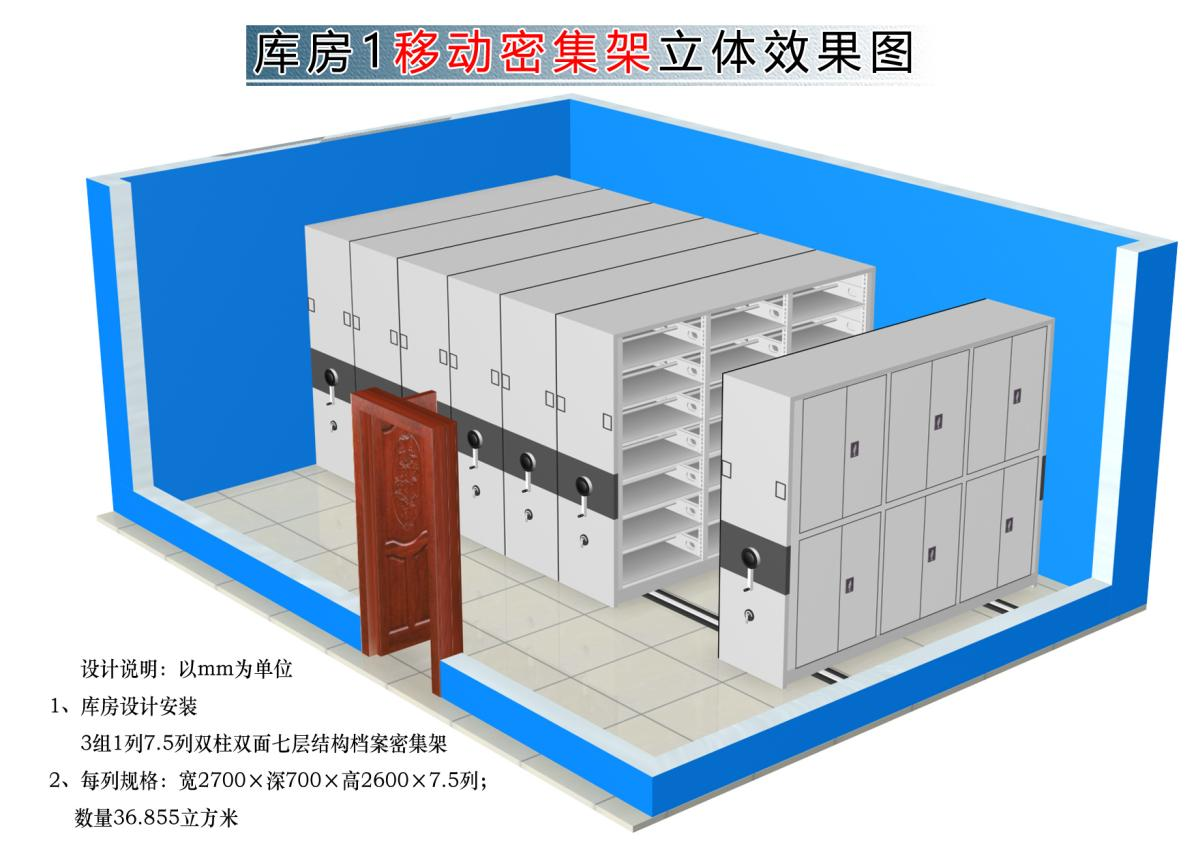 库房1移动密集架立体效果图
设计说明：以mm为单位
1、库房设计安装
3组1列7.5列双柱双面七层结构档案密集架
2、每列规格：宽2700×深700×高2600×7.5列；
数量36.855立方米